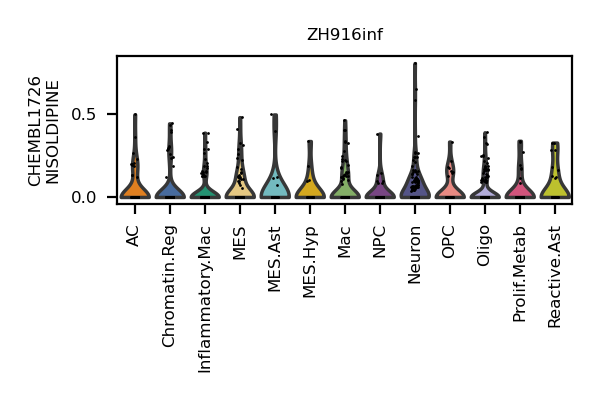 ZH916inf
CHEMBL1726
NISOLDIPINE
0.5
0.0
AC
Chromatin.Reg
Inflammatory.Mac
MES
MES.Ast
MES.Hyp
Mac
NPC
Neuron
OPC
Oligo
Prolif.Metab
Reactive.Ast